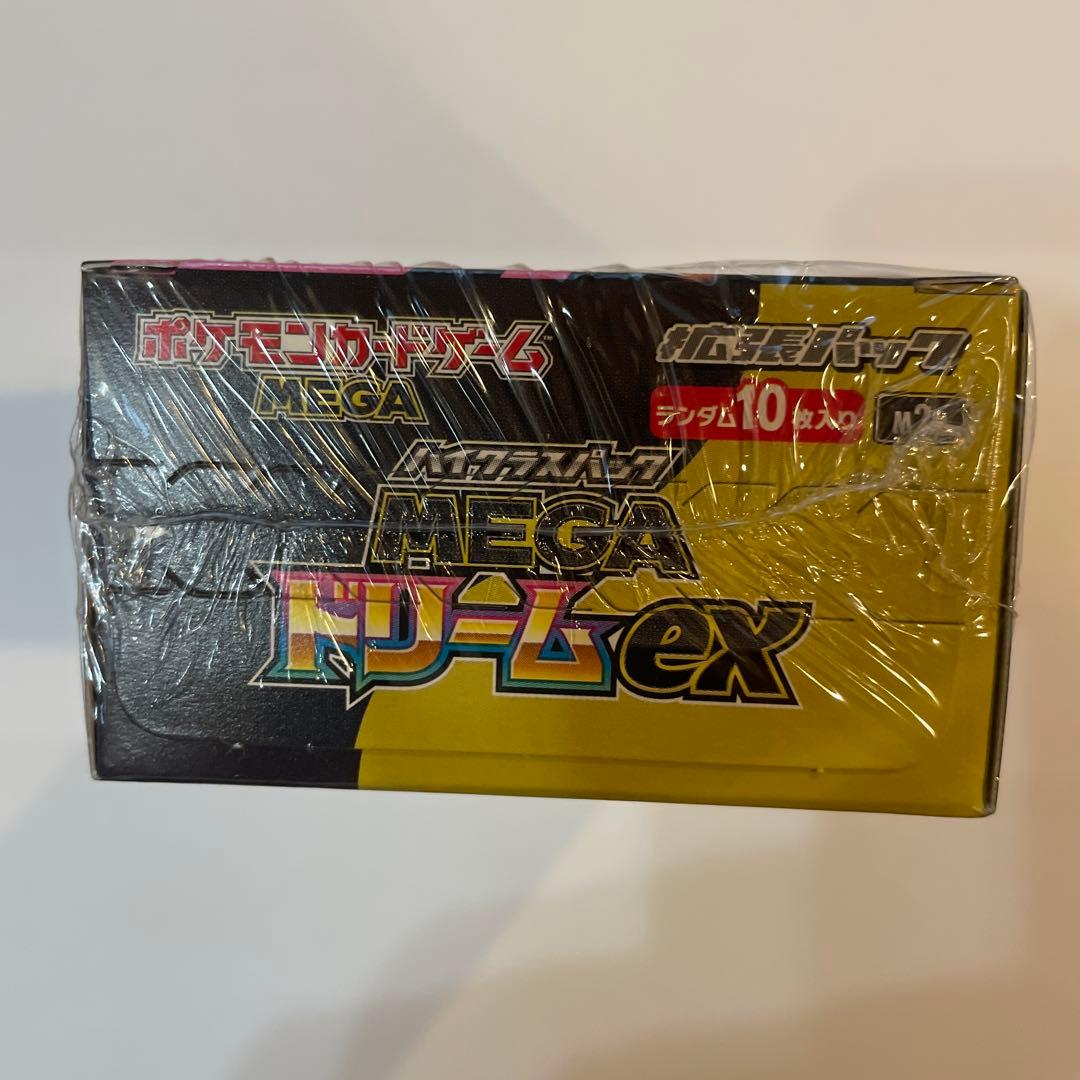 ポケモンカードゲーム
MEGA
拡張パック
ランダム10枚入り
ハイクラスパック
MEGA
ドリームex